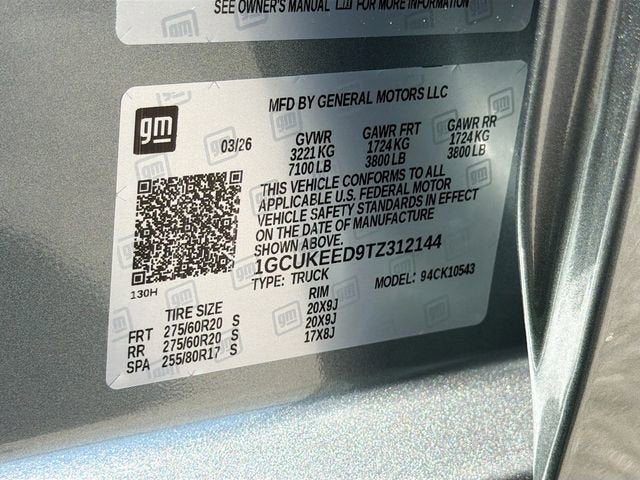 SEE OWNER'S MANUAL FOR MORE INFORMATION
MFD BY GENERAL MOTORS LLC
gm
03/26
GVWR GAWR FRT GAWR RR
3221 KG 1724 KG 1724 KG
7100 LB 3800 LB 3800 LB
THIS VEHICLE CONFORMS TO ALL
APPLICABLE U.S. FEDERAL MOTOR
VEHICLE SAFETY STANDARDS IN EFFECT
ON THE DATE OF MANUFACTURE
SHOWN ABOVE.
1GCUKEED9TZ312144
TYPE: TRUCK MODEL: 94CK10543
130H
TIRE SIZE RIM
FRT 275/60R20 S 20X9J
RR 275/60R20 S 20X9J
SPA 255/80R17 S 17X8J